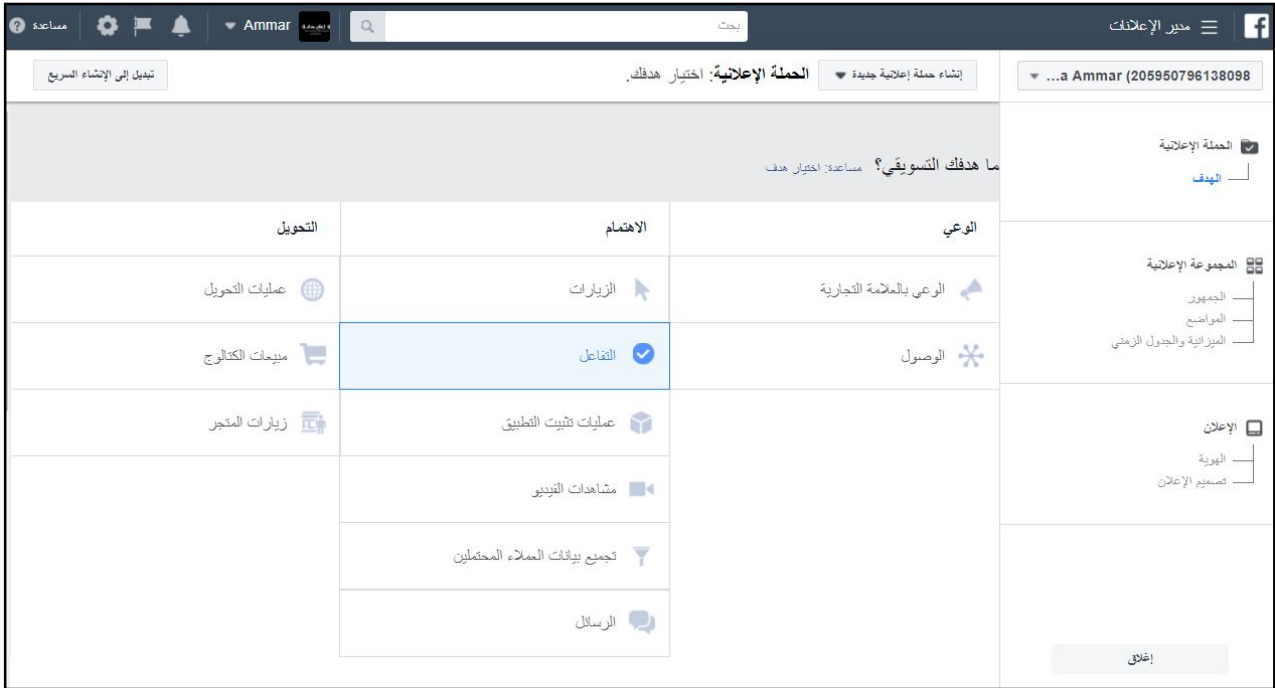 مدير الإعلانات
بحث
Ammar
مساعدة
a Ammar (205950796138098...
إنشاء حملة إعلانية جديدة
الحملة الإعلانية: اختيار هدفك.
تبديل إلى الإنشاء السريع
الحملة الإعلانية
الهدف
المجموعة الإعلانية
الجمهور
المواضع
الميزانية والجدول الزمني
الإعلان
الهوية
تصميم الإعلان
إغلاق
ما هدفك التسويقي؟ مساعدة: اختيار هدف
الوعي
الوعي بالعلامة التجارية
الوصول
الاهتمام
الزيارات
التفاعل
عمليات تثبيت التطبيق
مشاهدات الفيديو
تجميع بيانات العملاء المحتملين
الرسائل
التحويل
عمليات التحويل
مبيعات الكتالوج
زيارات المتجر